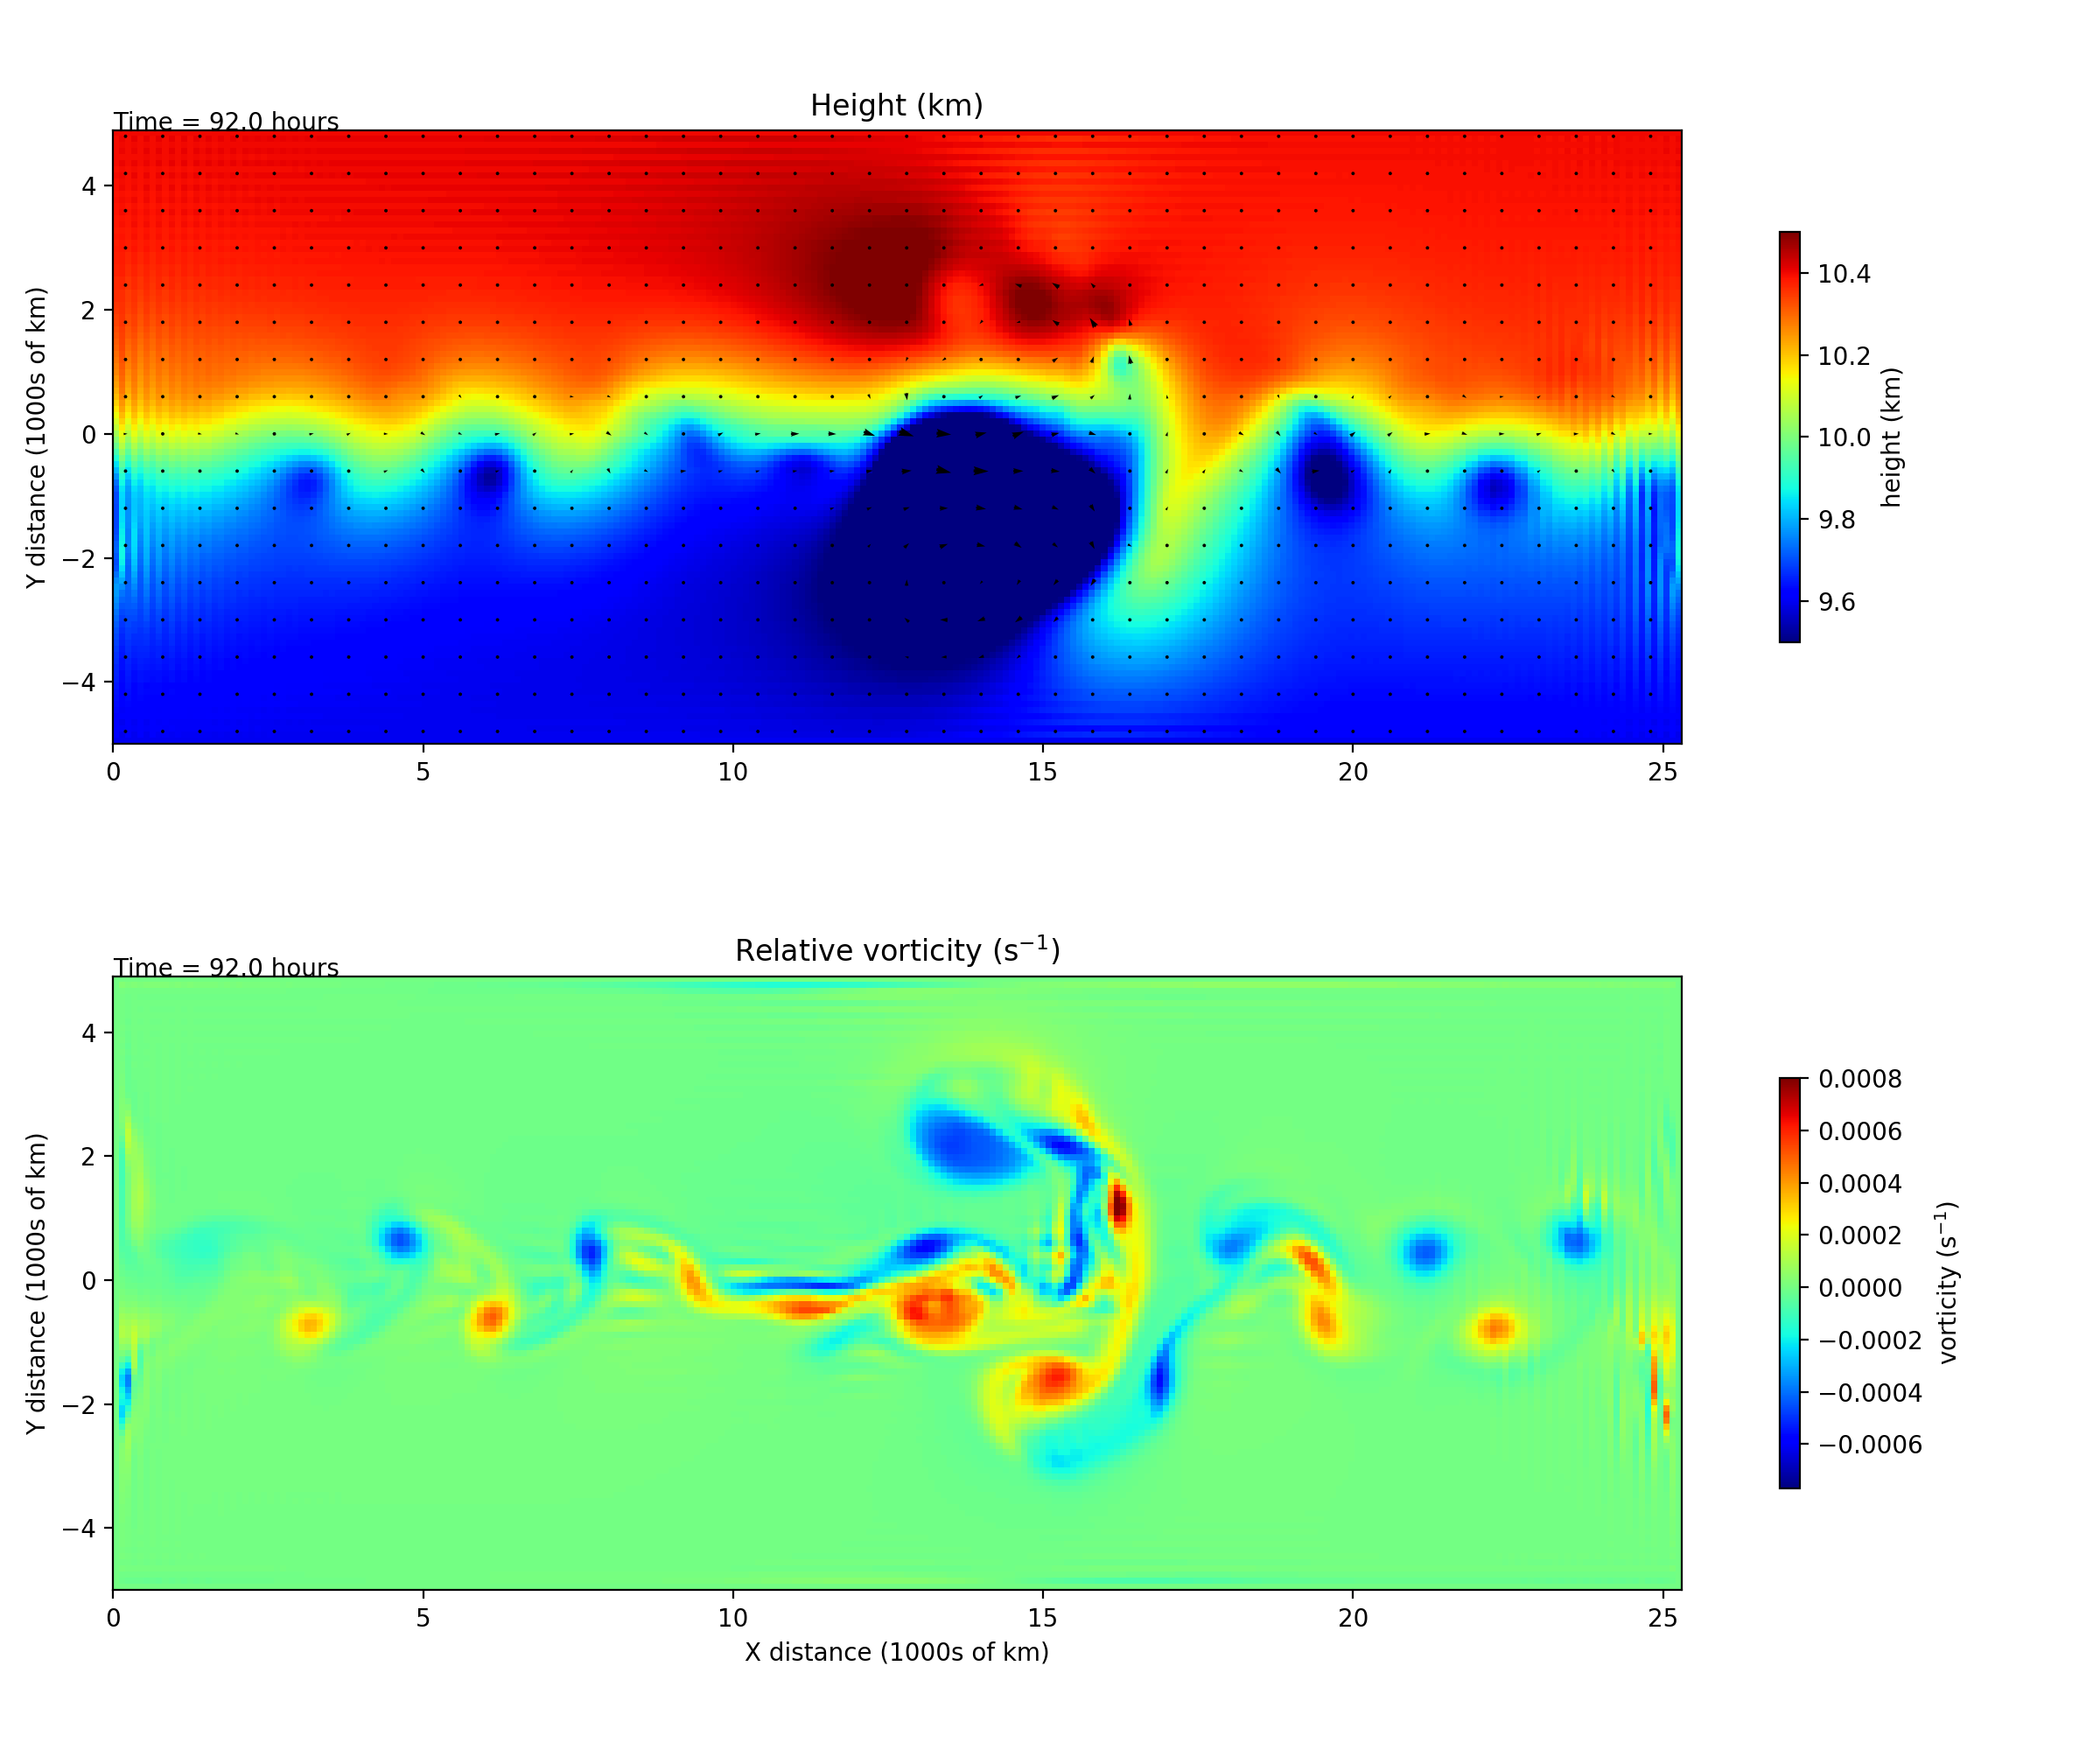 Height (km)
Time = 92.0 hours
Y distance (1000s of km)
4
2
0
−2
−4
0 5 10 15 20 25
10.4
10.2
10.0
9.8
9.6
height (km)
Relative vorticity (s−1)
Time = 92.0 hours
Y distance (1000s of km)
4
2
0
−2
−4
0 5 10 15 20 25
X distance (1000s of km)
0.0008
0.0006
0.0004
0.0002
0.0000
−0.0002
−0.0004
−0.0006
vorticity (s−1)